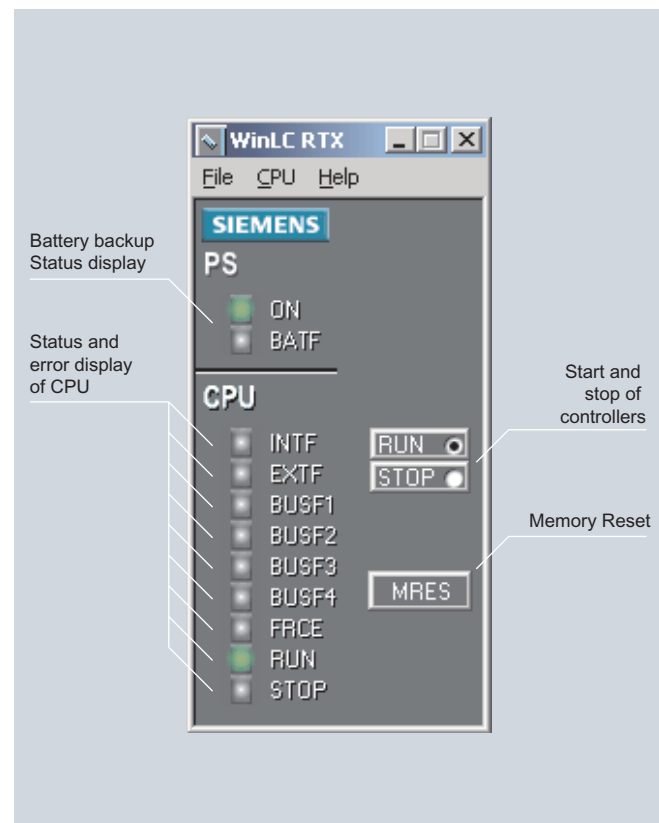 WinLC RTX
File CPU Help
SIEMENS
PS
Battery backup
Status display
ON
BATF
Status and
error display
of CPU
CPU
Start and
stop of
controllers
INTF
RUN
EXTF
STOP
BUSF1
BUSF2
Memory Reset
BUSF3
BUSF4
MRES
FRCE
RUN
STOP